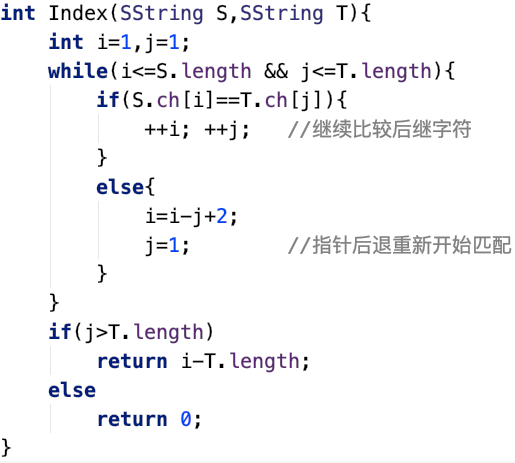 int Index(SString S,SString T){
    int i=1,j=1;
    while(i<=S.length && j<=T.length){
        if(S.ch[i]==T.ch[j]){
            ++i; ++j;   //继续比较后继字符
        }
        else{
            i=i-j+2;
            j=1;        //指针后退重新开始匹配
        }
    }
    if(j>T.length)
        return i-T.length;
    else
        return 0;
}